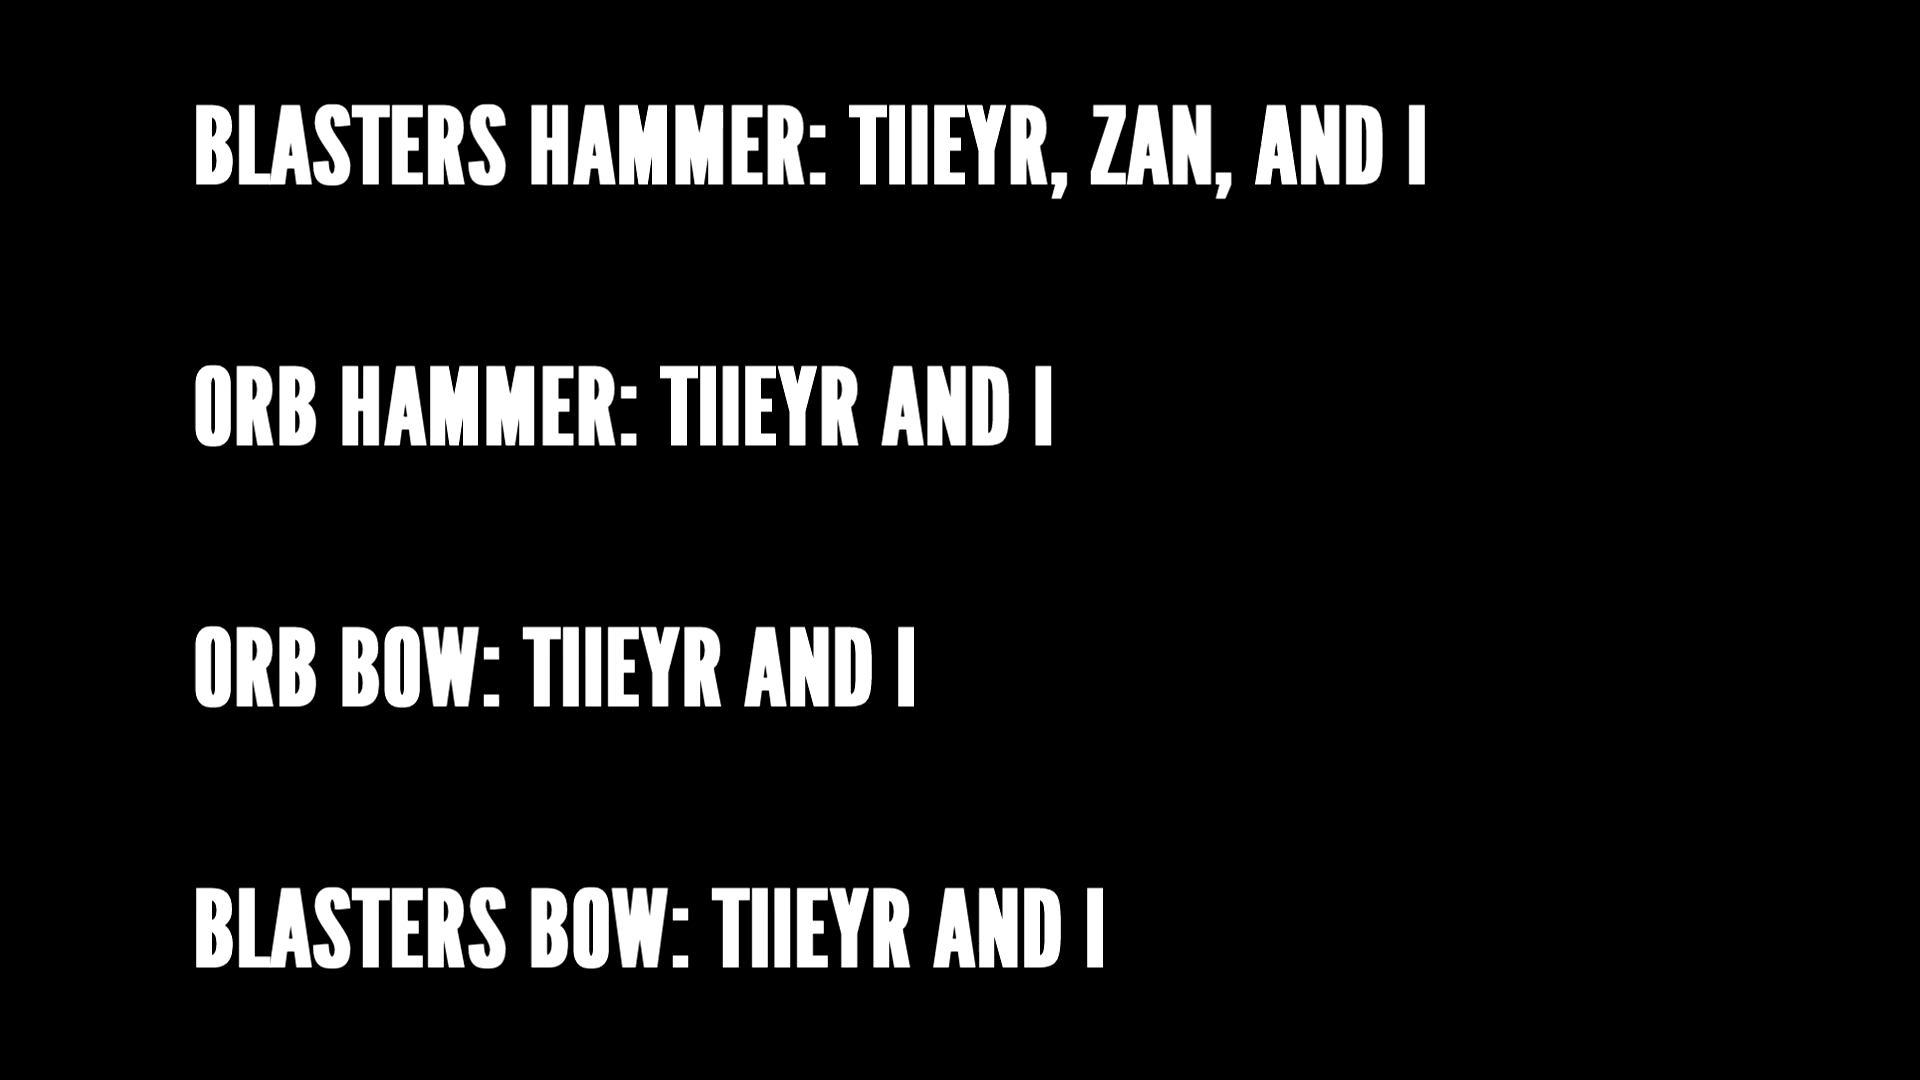 BLASTERS HAMMER: TIIEYR, ZAN, AND I
ORB HAMMER: TIIEYR AND I
ORB BOW: TIIEYR AND I
BLASTERS BOW: TIIEYR AND I